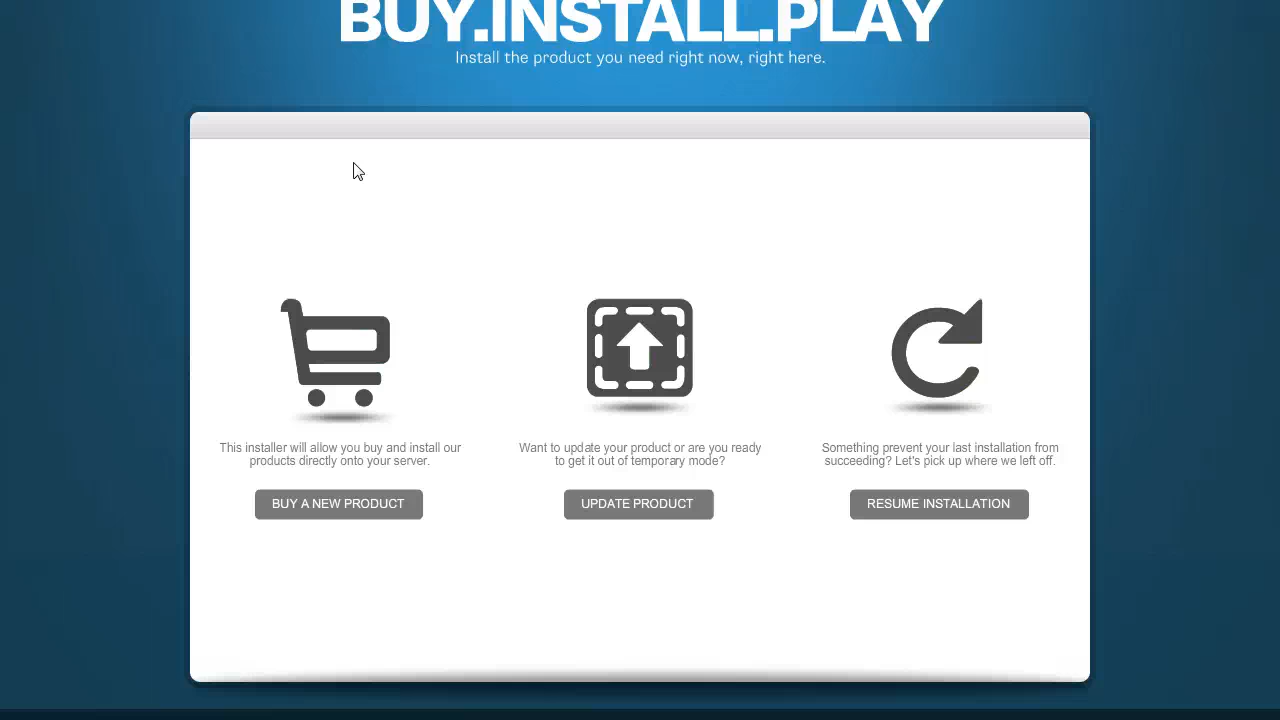 BUY.INSTALL.PLAY
Install the product you need right now, right here.
This installer will allow you buy and install our
products directly onto your server.
BUY A NEW PRODUCT
Want to update your product or are you ready
to get it out of temporary mode?
UPDATE PRODUCT
Something prevent your last installation from
succeeding? Let's pick up where we left off.
RESUME INSTALLATION